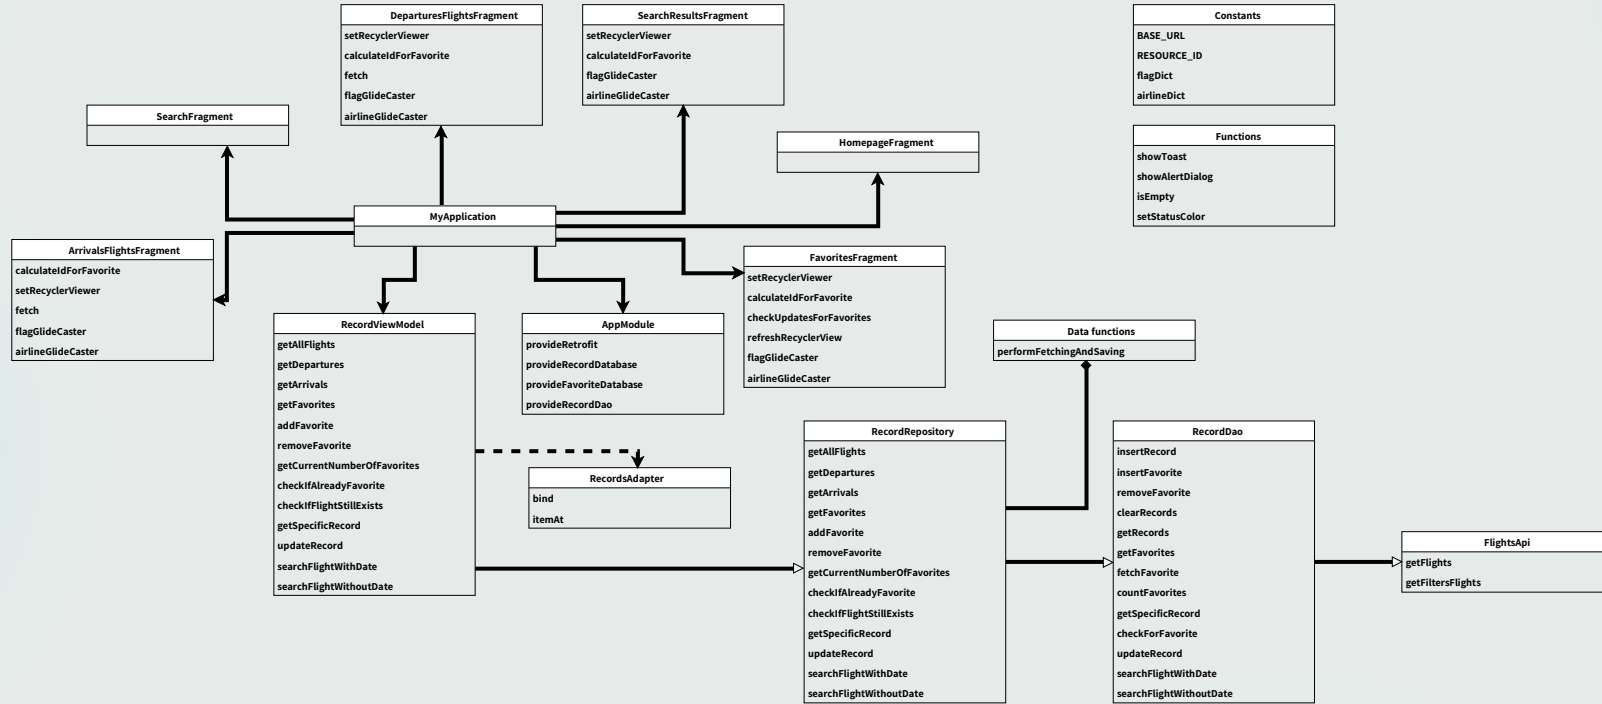 DeparturesFlightsFragment
setRecyclerViewer
calculateIdForFavorite
fetch
flagGlideCaster
airlineGlideCaster
SearchResultsFragment
setRecyclerViewer
calculateIdForFavorite
flagGlideCaster
airlineGlideCaster
Constants
BASE_URL
RESOURCE_ID
flagDict
airlineDict
SearchFragment
HomepageFragment
Functions
showToast
showAlertDialog
isEmpty
setStatusColor
MyApplication
ArrivalsFlightsFragment
calculateIdForFavorite
setRecyclerViewer
fetch
flagGlideCaster
airlineGlideCaster
FavoritesFragment
setRecyclerViewer
calculateIdForFavorite
checkUpdatesForFavorites
refreshRecyclerView
flagGlideCaster
airlineGlideCaster
RecordViewModel
getAllFlights
getDepartures
getArrivals
getFavorites
addFavorite
removeFavorite
getCurrentNumberOfFavorites
checkIfAlreadyFavorite
checkIfFlightStillExists
getSpecificRecord
updateRecord
searchFlightWithDate
searchFlightWithoutDate
AppModule
provideRetrofit
provideRecordDatabase
provideFavoriteDatabase
provideRecordDao
Data functions
performFetchingAndSaving
RecordsAdapter
bind
itemAt
RecordRepository
getAllFlights
getDepartures
getArrivals
getFavorites
addFavorite
removeFavorite
getCurrentNumberOfFavorites
checkIfAlreadyFavorite
checkIfFlightStillExists
getSpecificRecord
updateRecord
searchFlightWithDate
searchFlightWithoutDate
RecordDao
insertRecord
insertFavorite
removeFavorite
clearRecords
getRecords
getFavorites
fetchFavorite
countFavorites
getSpecificRecord
checkForFavorite
updateRecord
searchFlightWithDate
searchFlightWithoutDate
FlightsApi
getFlights
getFiltersFlights